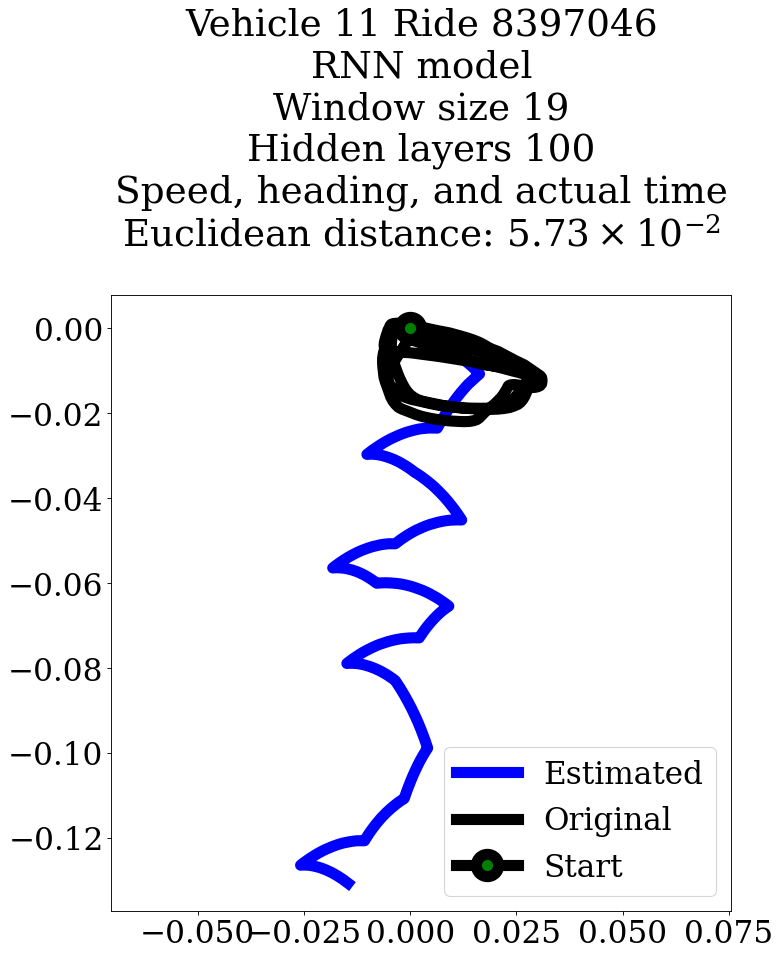 Vehicle 11 Ride 8397046
RNN model
Window size 19
Hidden layers 100
Speed, heading, and actual time
Euclidean distance: 5.73 × 10⁻²
0.00
−0.02
−0.04
−0.06
−0.08
−0.10
−0.12
Estimated
Original
Start
−0.050 −0.025 0.000 0.025 0.050 0.075